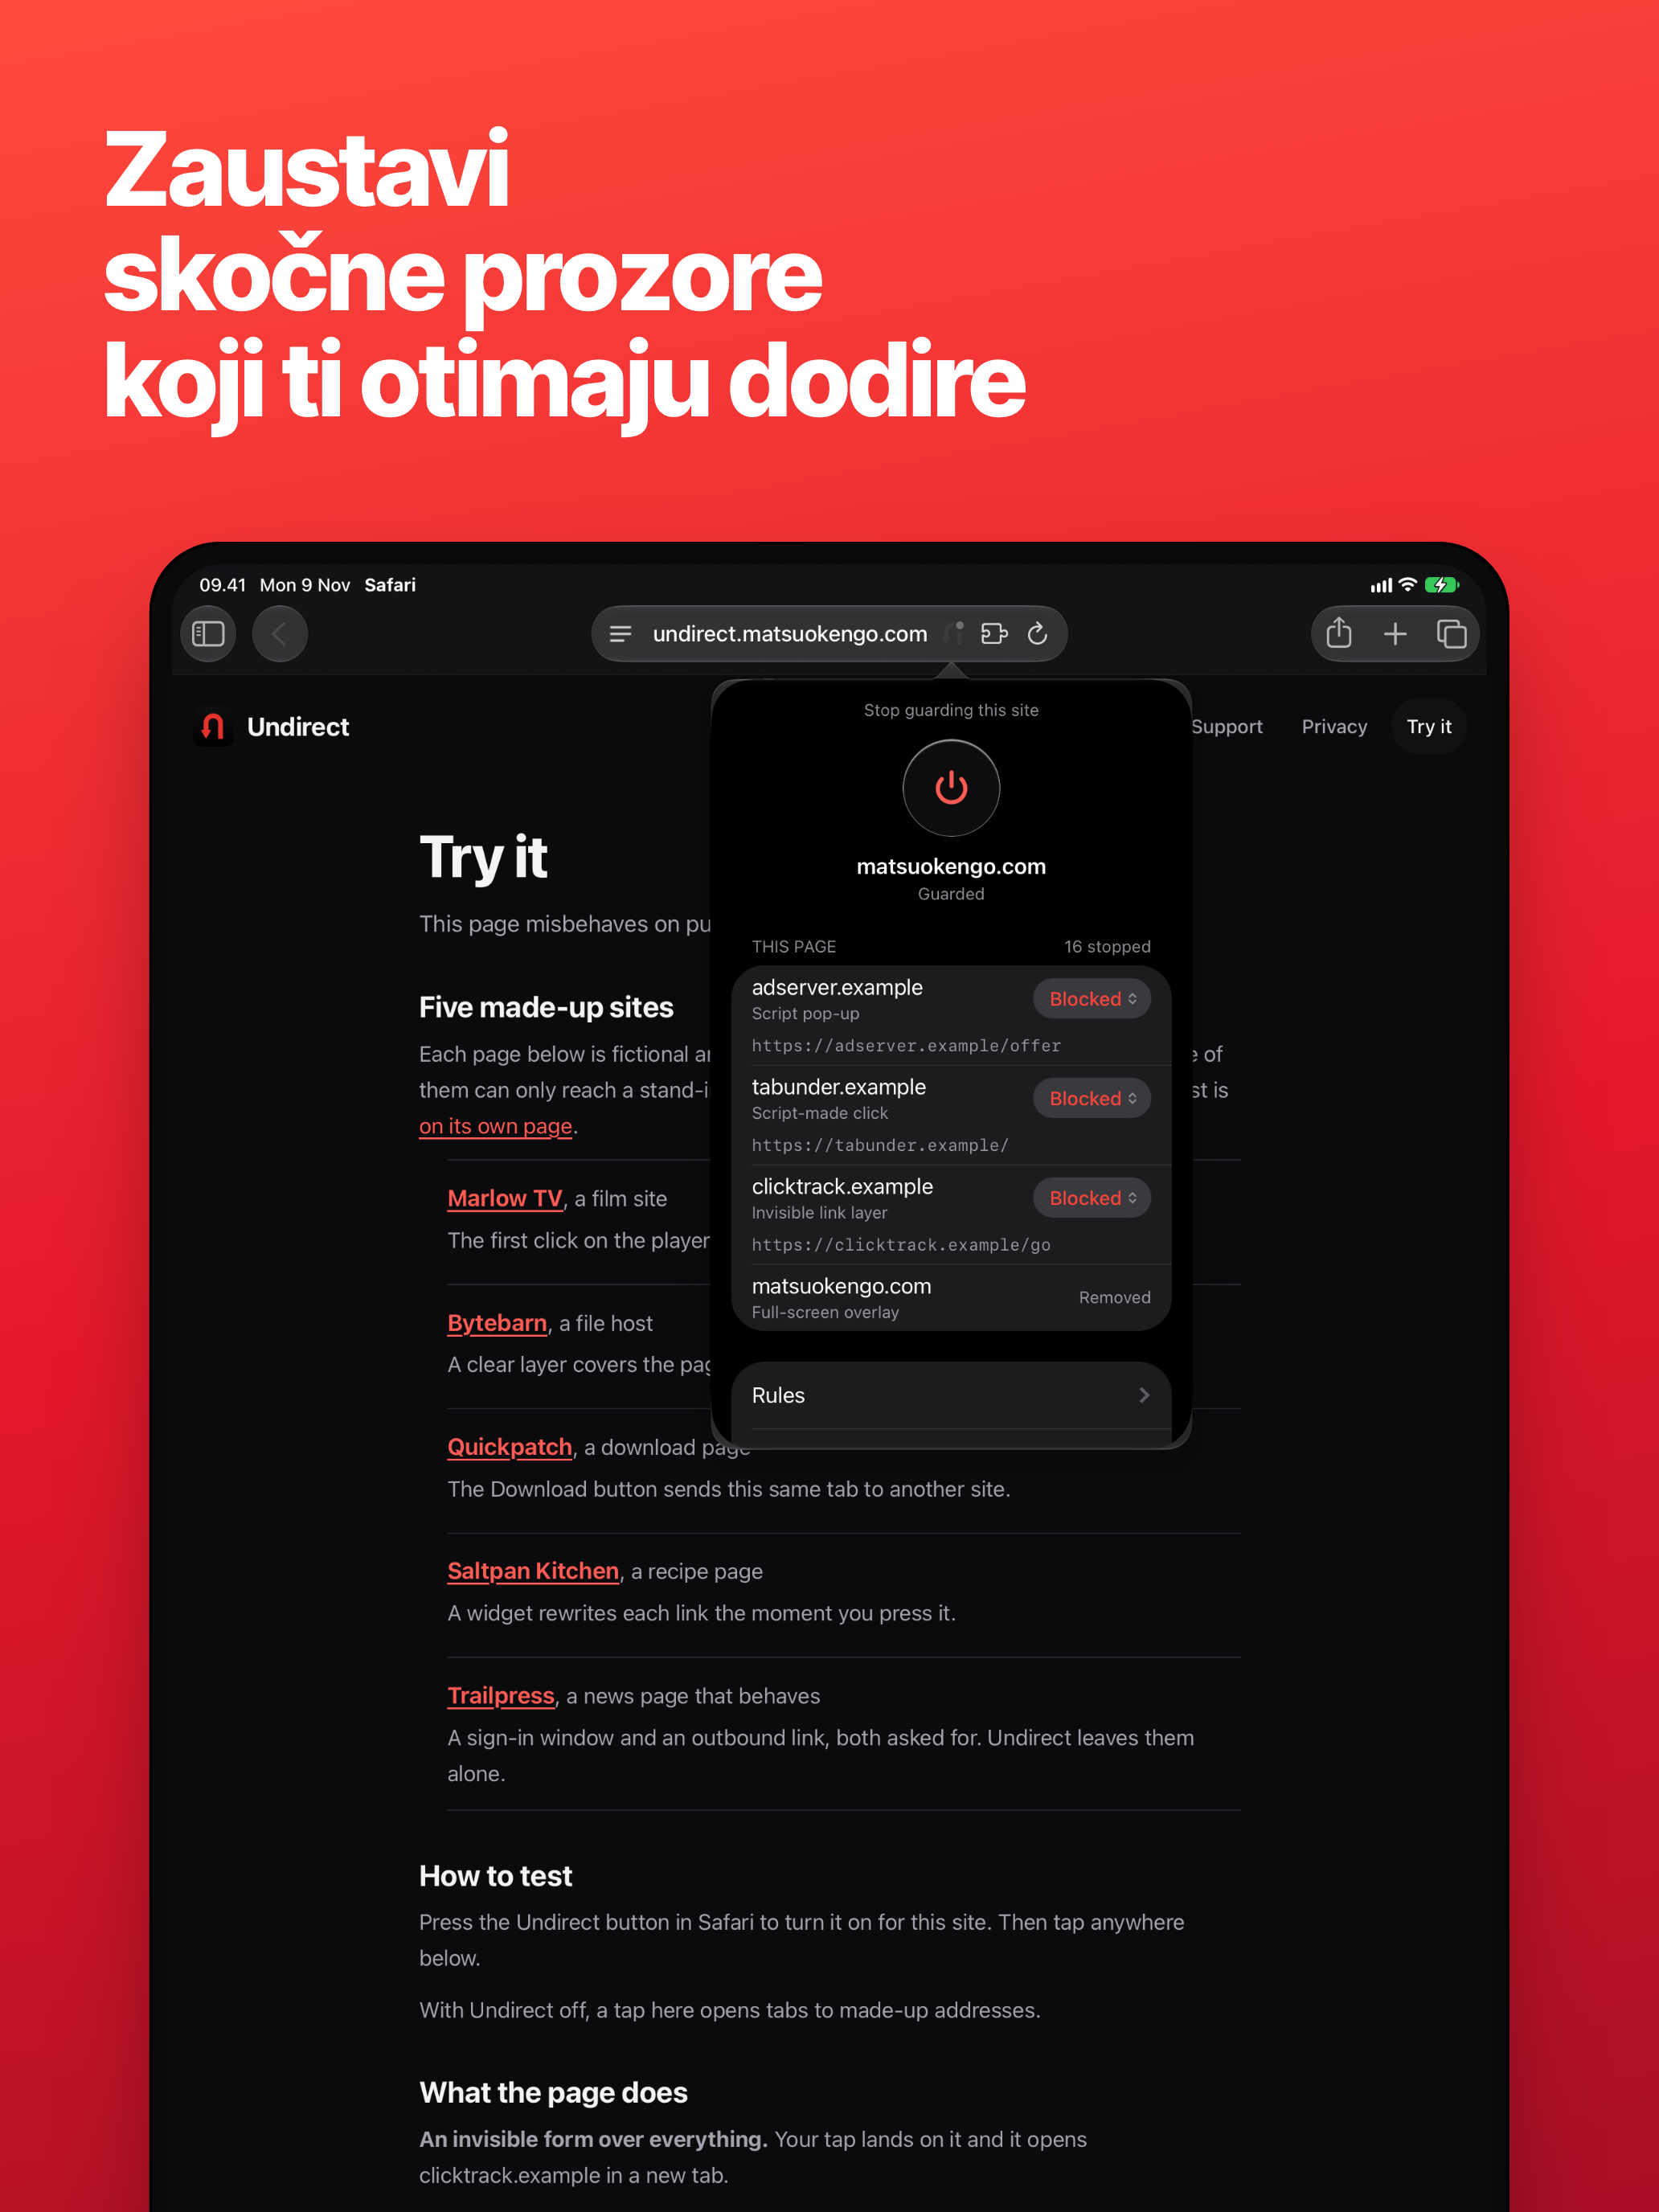 Zaustavi
skočne prozore
koji ti otimaju dodire
09.41 Mon 9 Nov Safari
undirect.matsuokengo.com
Undirect
Support Privacy Try it
Stop guarding this site
matsuokengo.com
Guarded
THIS PAGE 16 stopped
adserver.example
Script pop-up
Blocked
https://adserver.example/offer
tabunder.example
Script-made click
Blocked
https://tabunder.example/
clicktrack.example
Invisible link layer
Blocked
https://clicktrack.example/go
matsuokengo.com
Full-screen overlay
Removed
Rules
Try it
This page misbehaves on
Five made-up sites
Each page below is fictional of
them can only reach a is
on its own page.
Marlow TV, a film site
The first click on the player
Bytebarn, a file host
A clear layer covers the
Quickpatch, a download page
The Download button sends this same tab to another site.
Saltpan Kitchen, a recipe page
A widget rewrites each link the moment you press it.
Trailpress, a news page that behaves
A sign-in window and an outbound link, both asked for. Undirect leaves them
alone.
How to test
Press the Undirect button in Safari to turn it on for this site. Then tap anywhere
below.
With Undirect off, a tap here opens tabs to made-up addresses.
What the page does
An invisible form over everything. Your tap lands on it and it opens
clicktrack.example in a new tab.